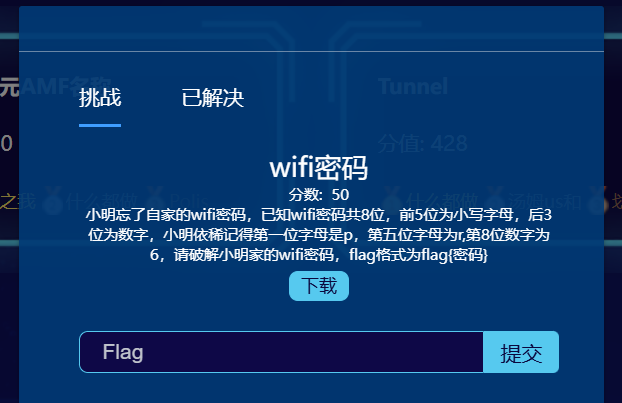 元AMF名称
Tunnel
挑战
已解决
0
分值: 428
wifi密码
分数: 50
小明忘了自家的wifi密码，已知wifi密码共8位，前5位为小写字母，后3
位为数字，小明依稀记得第一位字母是p，第五位字母为r,第8位数字为
6，请破解小明家的wifi密码，flag格式为flag{密码}
下载
Flag
提交